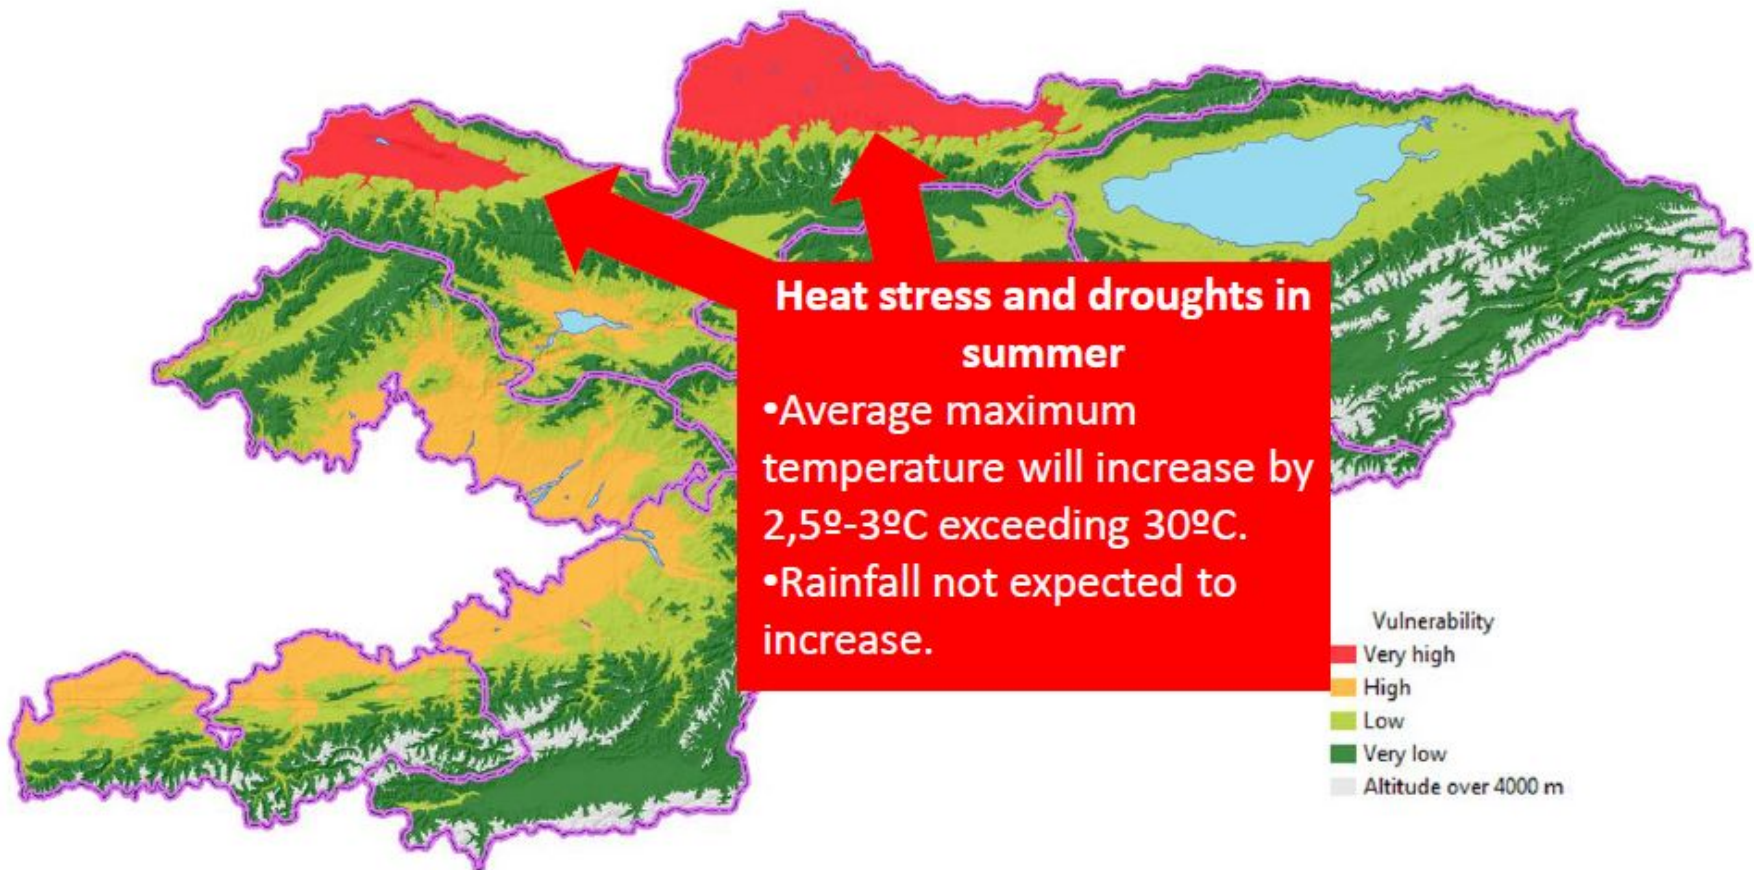 Heat stress and droughts in
summer
•Average maximum
temperature will increase by
2,5º-3ºC exceeding 30ºC.
•Rainfall not expected to
increase.
Vulnerability
Very high
High
Low
Very low
Altitude over 4000 m